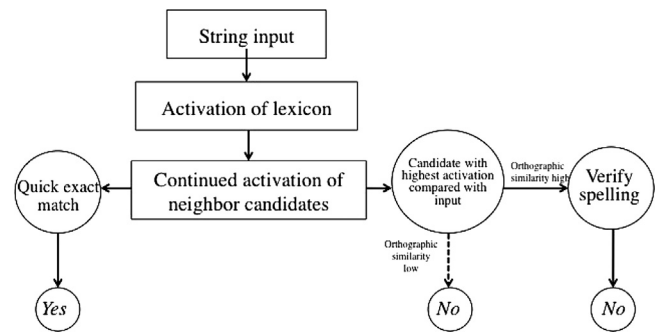 String input
Activation of lexicon
Quick exact
match
Continued activation of
neighbor candidates
Candidate with
highest activation
compared with
input
Orthographic
similarity high
Verify
spelling
Orthographic
similarity
low
Yes
No
No